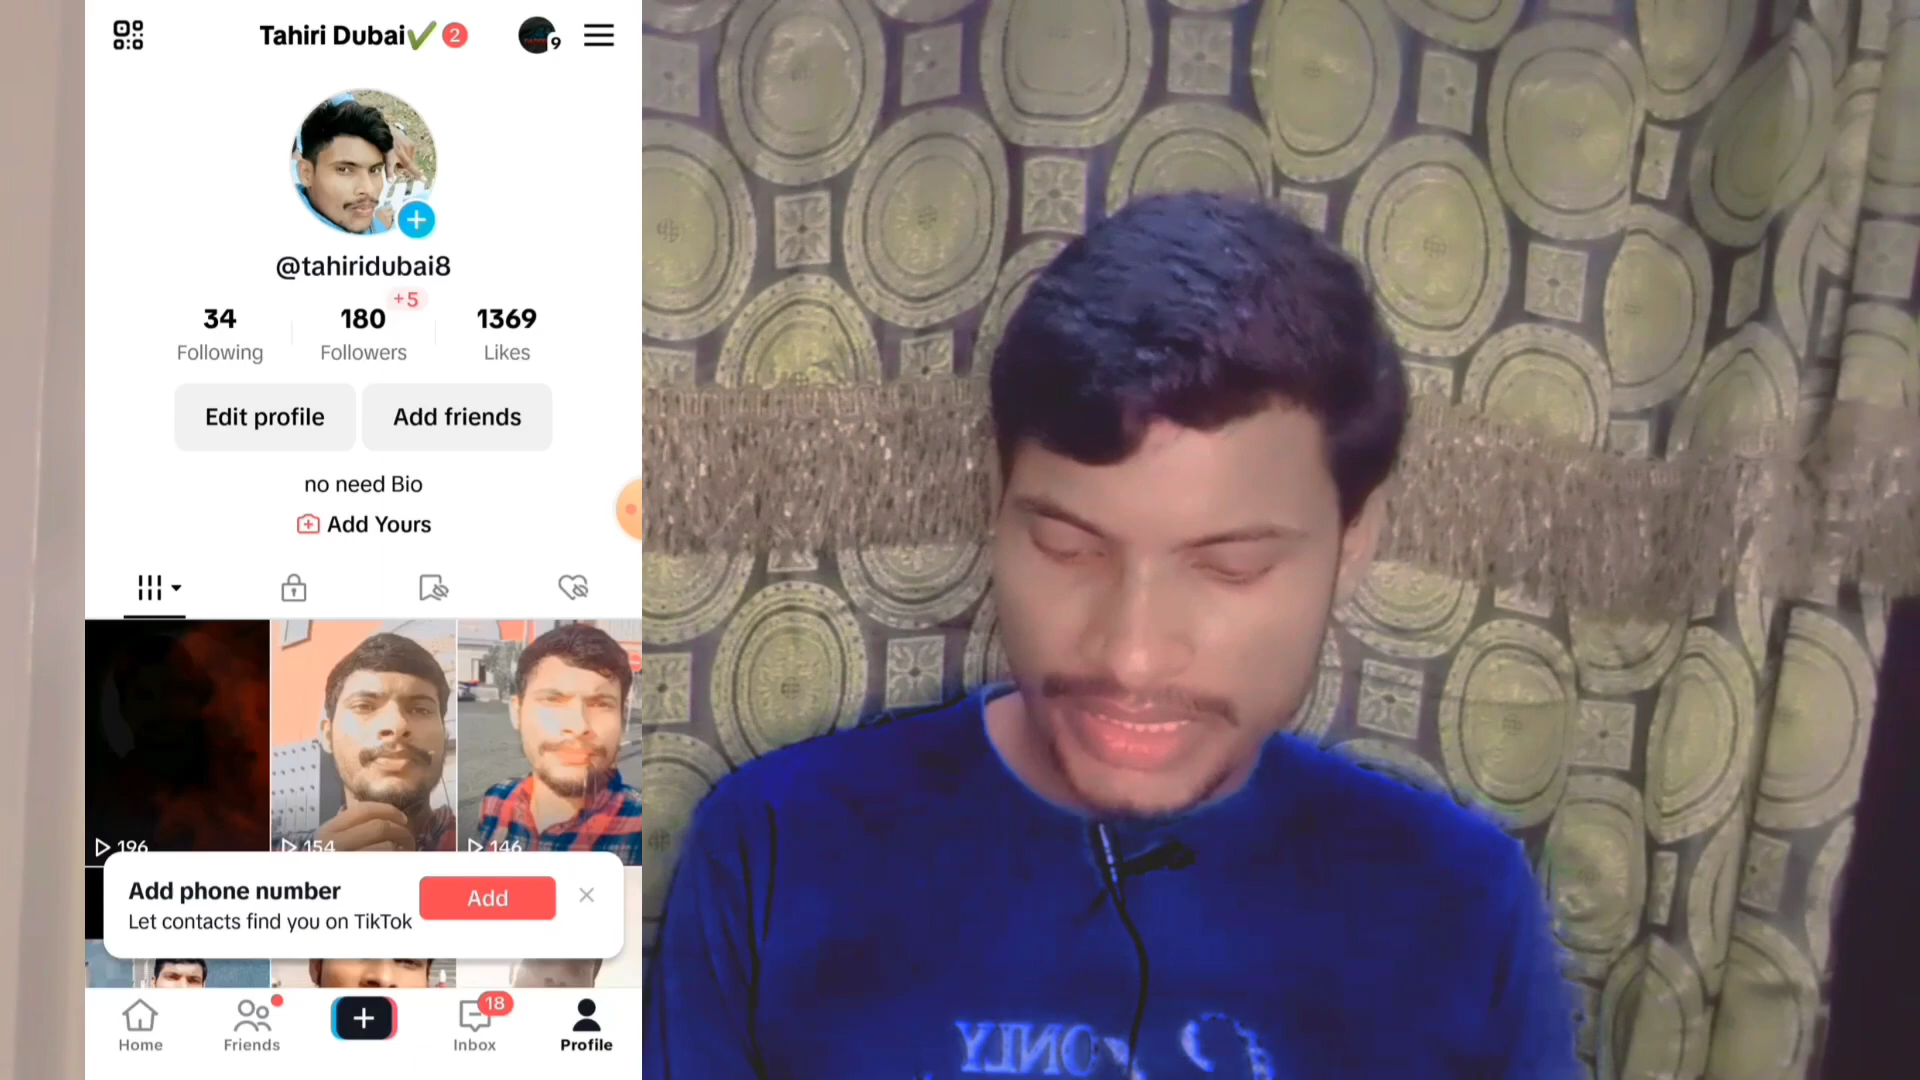 Tahiri Dubai✔ 2
9
@tahiridubai8
+5
34 180 1369
Following Followers Likes
Edit profile Add friends
no need Bio
Add Yours
196 154 146
Add phone number
Let contacts find you on TikTok
Add
18
Home Friends Inbox Profile
ONLY